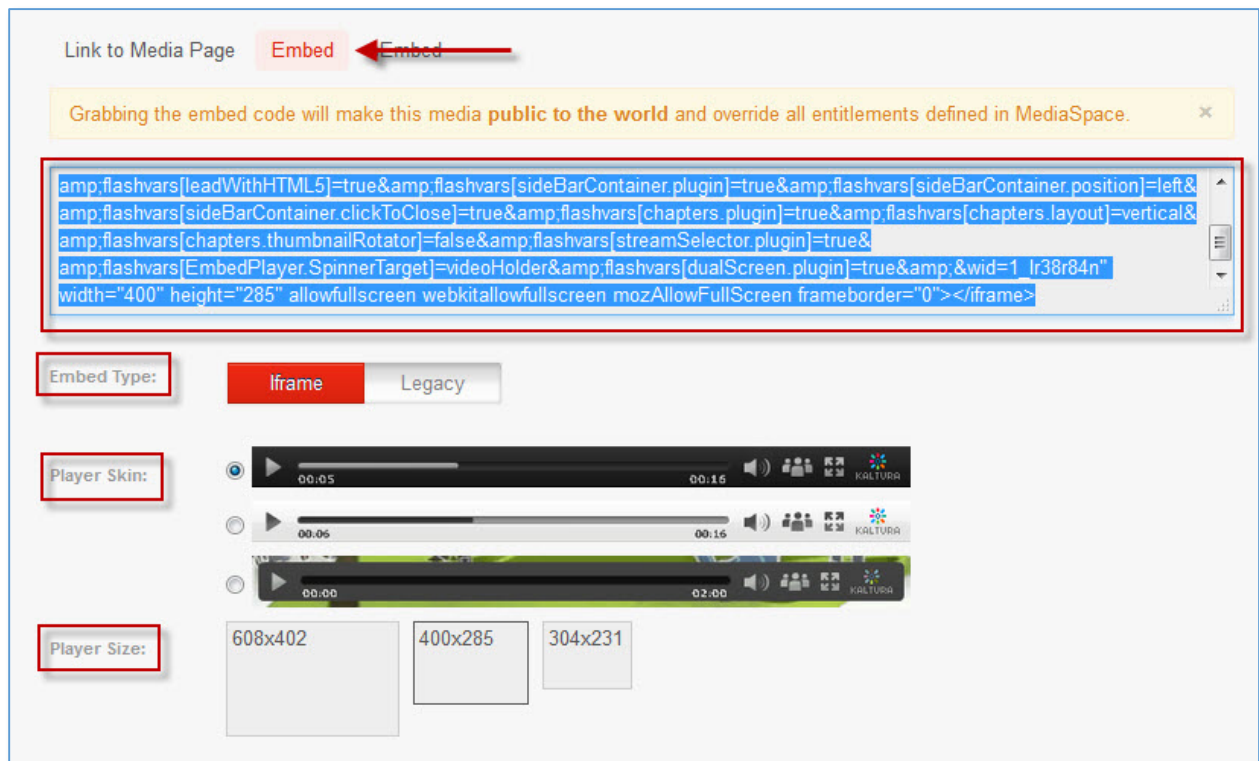 Link to Media Page Embed Embed
Grabbing the embed code will make this media public to the world and override all entitlements defined in MediaSpace. ×
amp;flashvars[leadWithHTML5]=true&amp;flashvars[sideBarContainer.plugin]=true&amp;flashvars[sideBarContainer.position]=left&
amp;flashvars[sideBarContainer.clickToClose]=true&amp;flashvars[chapters.plugin]=true&amp;flashvars[chapters.layout]=vertical&
amp;flashvars[chapters.thumbnailRotator]=false&amp;flashvars[streamSelector.plugin]=true&
amp;flashvars[EmbedPlayer.SpinnerTarget]=videoHolder&amp;flashvars[dualScreen.plugin]=true&amp;&wid=1_lr38r84n"
width="400" height="285" allowfullscreen webkitallowfullscreen mozAllowFullScreen frameborder="0"></iframe>
Embed Type: Iframe Legacy
Player Skin:
00:05 00:16 KALTURA
00:06 00:16 KALTURA
00:00 02:00 KALTURA
Player Size: 608x402 400x285 304x231